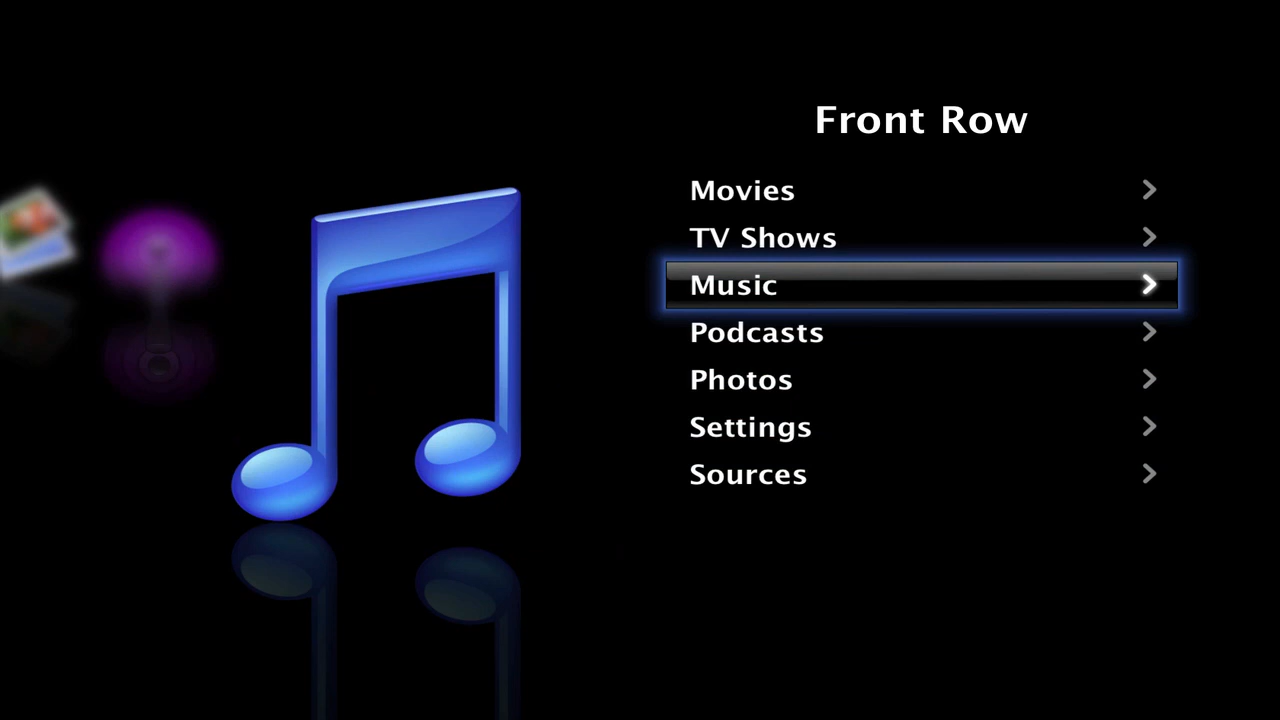 Front Row
Movies
TV Shows
Music
Podcasts
Photos
Settings
Sources